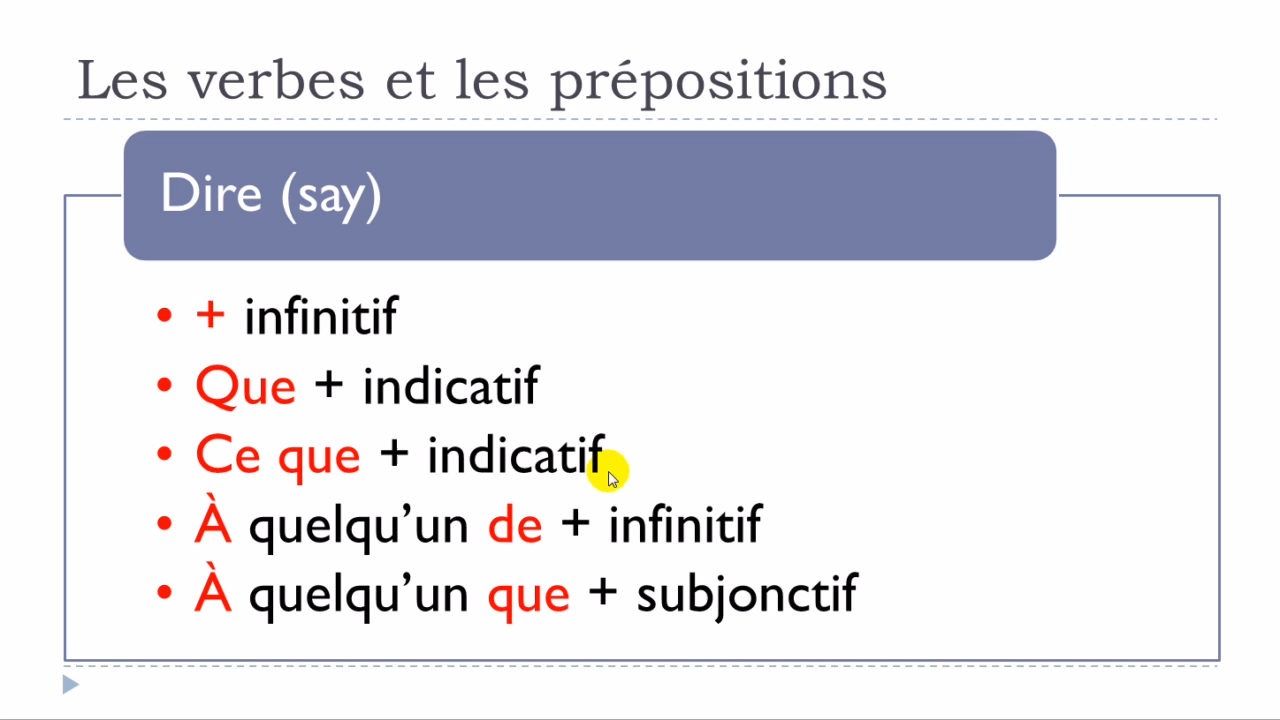 Les verbes et les prépositions
Dire (say)
• + infinitif
• Que + indicatif
• Ce que + indicatif
• À quelqu’un de + infinitif
• À quelqu’un que + subjonctif